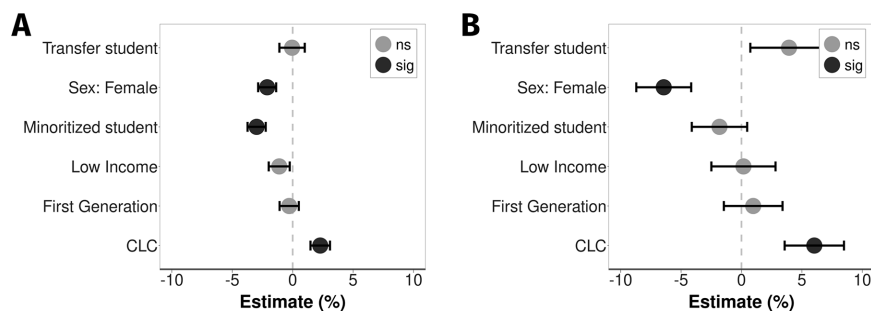 A
Transfer student
Sex: Female
Minoritized student
Low Income
First Generation
CLC
ns
sig
-10 -5 0 5 10
Estimate (%)
B
Transfer student
Sex: Female
Minoritized student
Low Income
First Generation
CLC
ns
sig
-10 -5 0 5 10
Estimate (%)